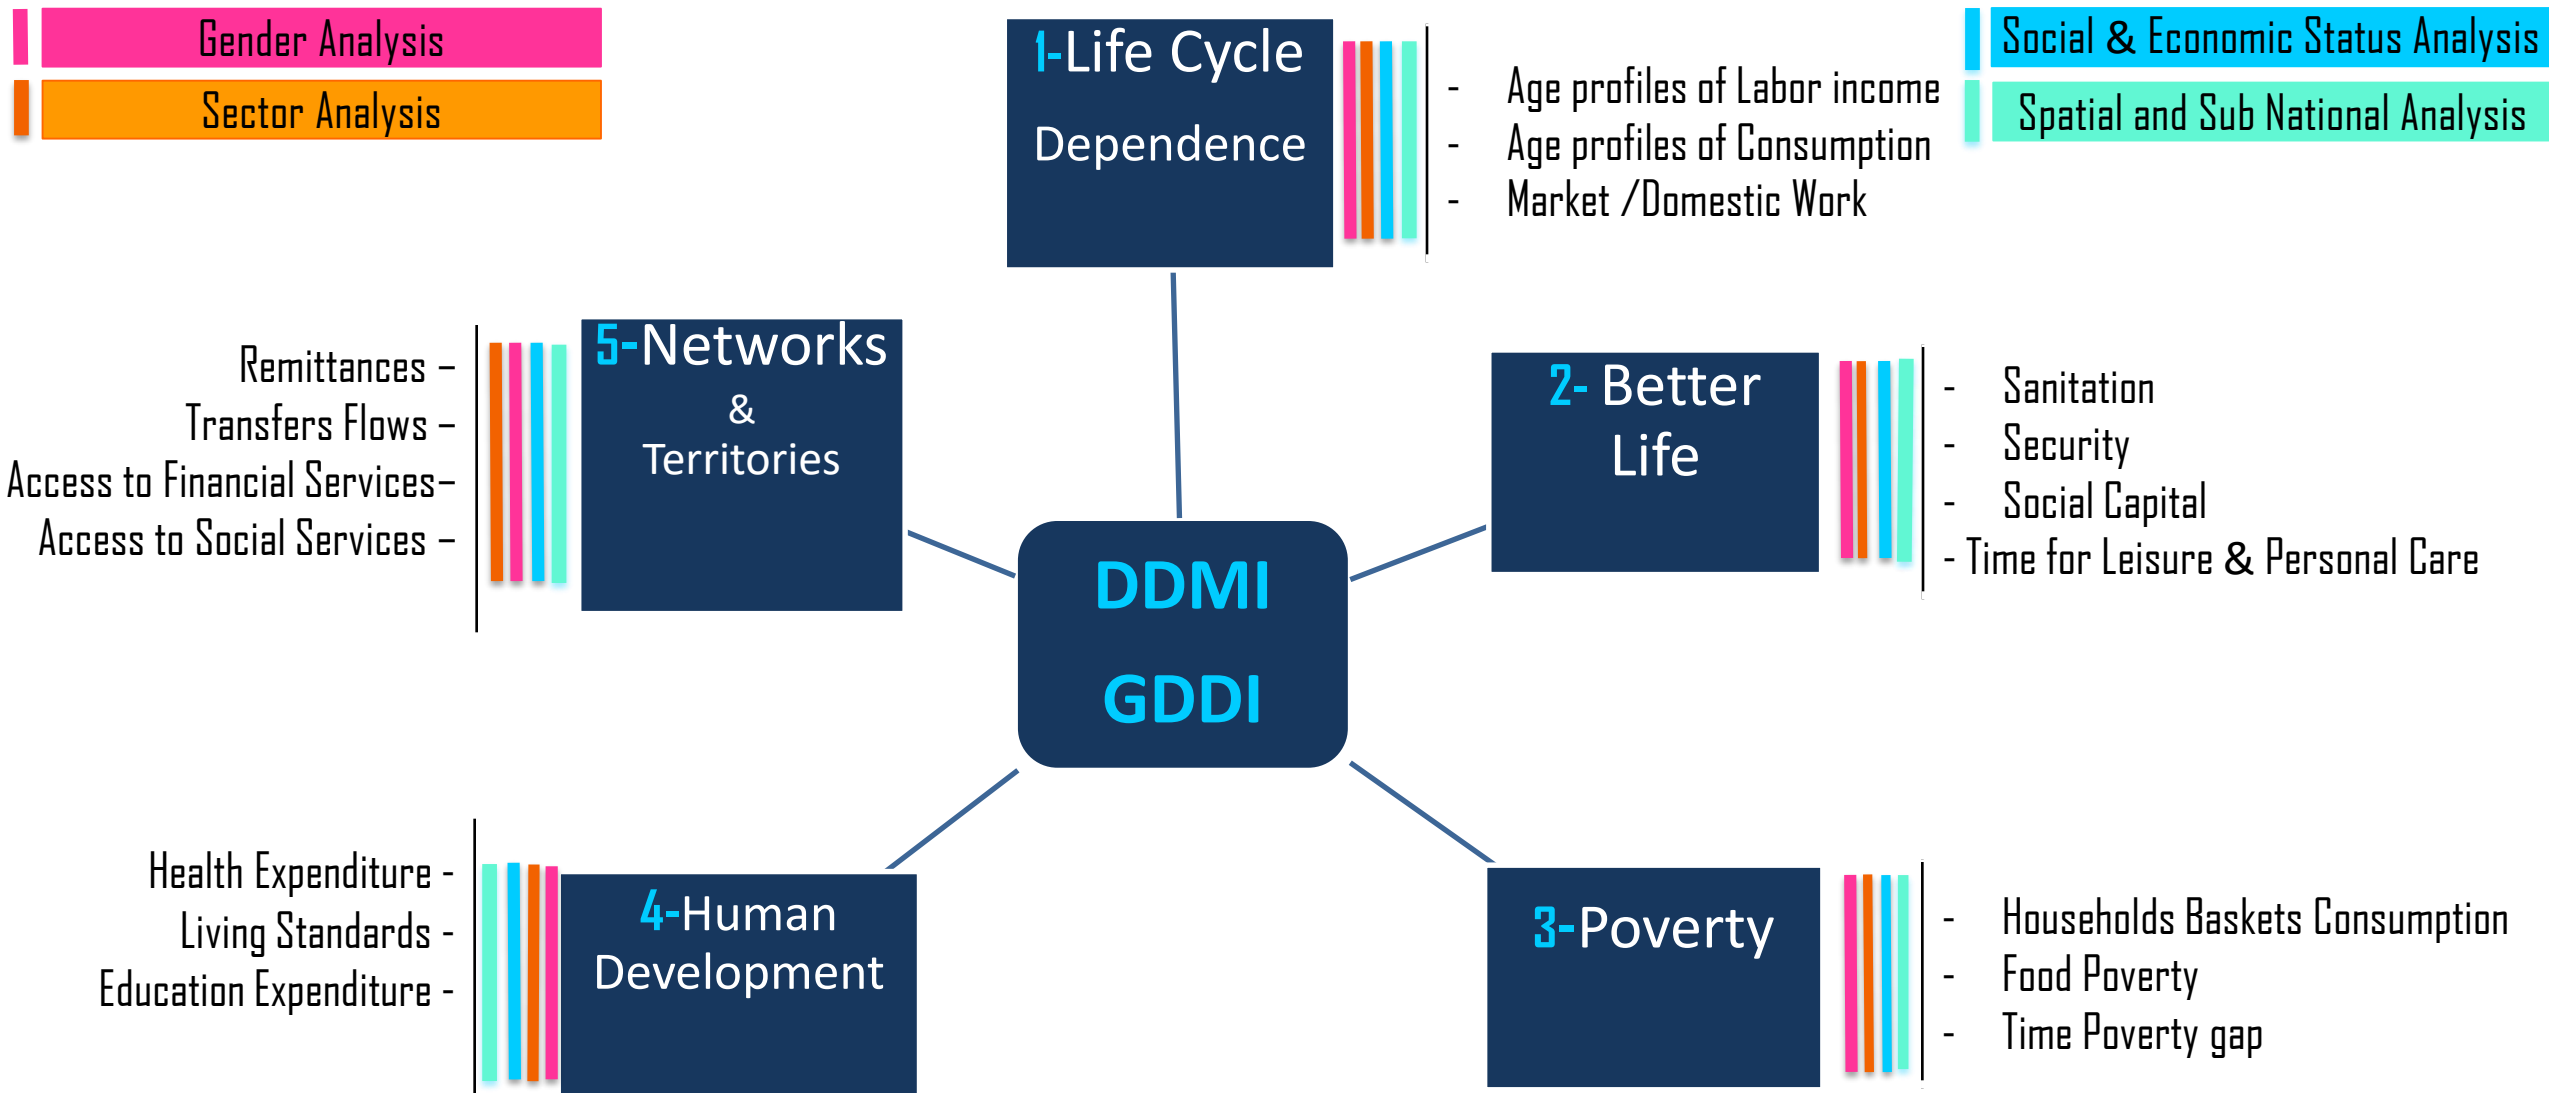 Gender Analysis
Sector Analysis
Social & Economic Status Analysis
Spatial and Sub National Analysis
1-Life Cycle
Dependence
- Age profiles of Labor income
- Age profiles of Consumption
- Market /Domestic Work
2- Better
Life
- Sanitation
- Security
- Social Capital
- Time for Leisure & Personal Care
3-Poverty
- Households Baskets Consumption
- Food Poverty
- Time Poverty gap
4-Human
Development
Health Expenditure -
Living Standards -
Education Expenditure -
5-Networks
&
Territories
Remittances –
Transfers Flows –
Access to Financial Services–
Access to Social Services –
DDMI
GDDI